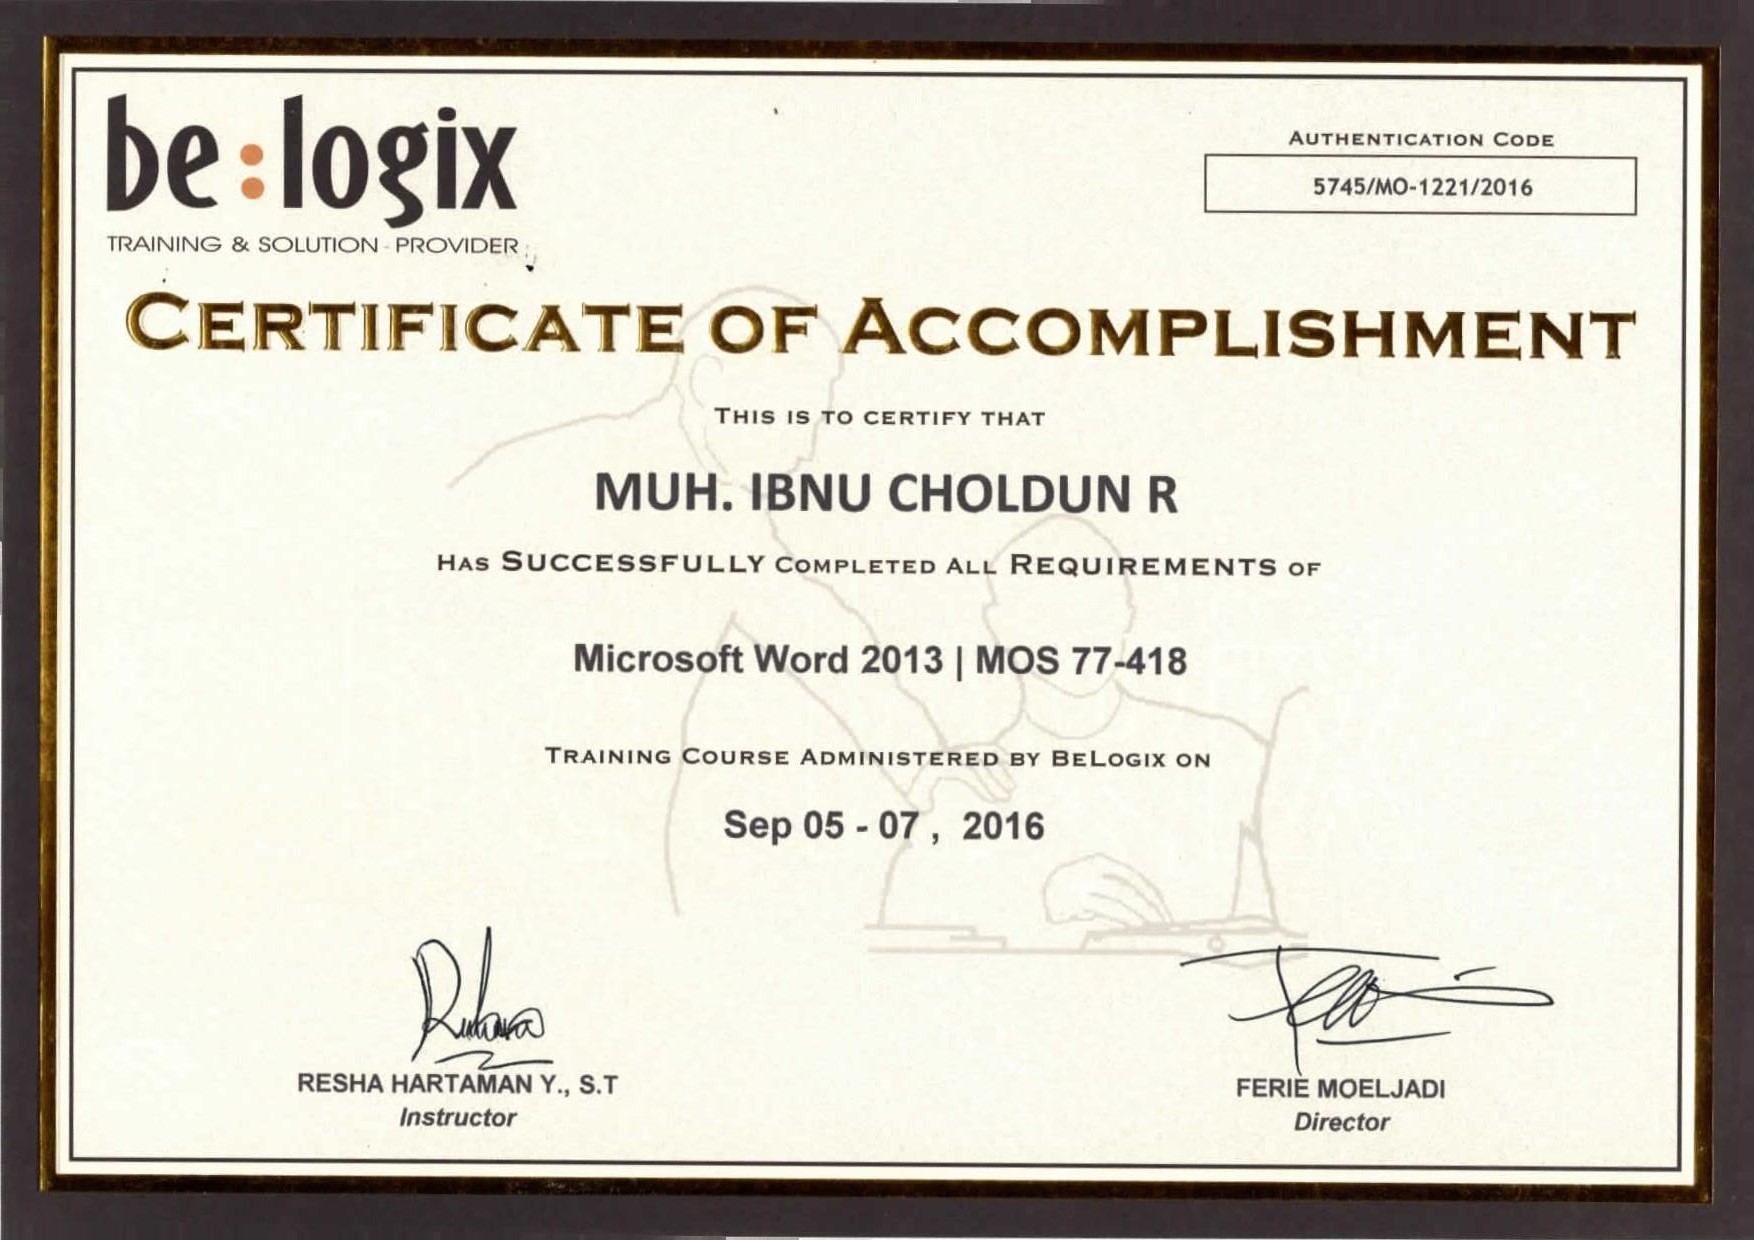 be:logix
TRAINING & SOLUTION - PROVIDER
AUTHENTICATION CODE
5745/MO-1221/2016
CERTIFICATE OF ACCOMPLISHMENT
THIS IS TO CERTIFY THAT
MUH. IBNU CHOLDUN R
HAS SUCCESSFULLY COMPLETED ALL REQUIREMENTS OF
Microsoft Word 2013 | MOS 77-418
TRAINING COURSE ADMINISTERED BY BELOGIX ON
Sep 05 - 07 , 2016
RESHA HARTAMAN Y., S.T
Instructor
FERIE MOELJADI
Director